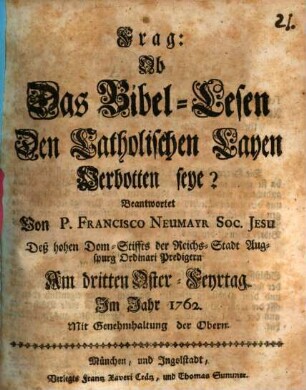 21.
Frag:
Ob
Das Bibel-Lesen
Den Catholischen Layen
Verbotten seye?
Beantwortet
Von P. FRANCISCO NEUMAYR SOC. JESU
Deß hohen Dom-Stiffts der Reichs-Stadt Aug-
spurg Ordinari Predigern
Am dritten Oster-Feyrtag.
Im Jahr 1762.
Mit Genehmhaltung der Obern.
München, und Ingolstadt,
Verlegts Frantz Xaveri Crätz, und Thomas Summer.